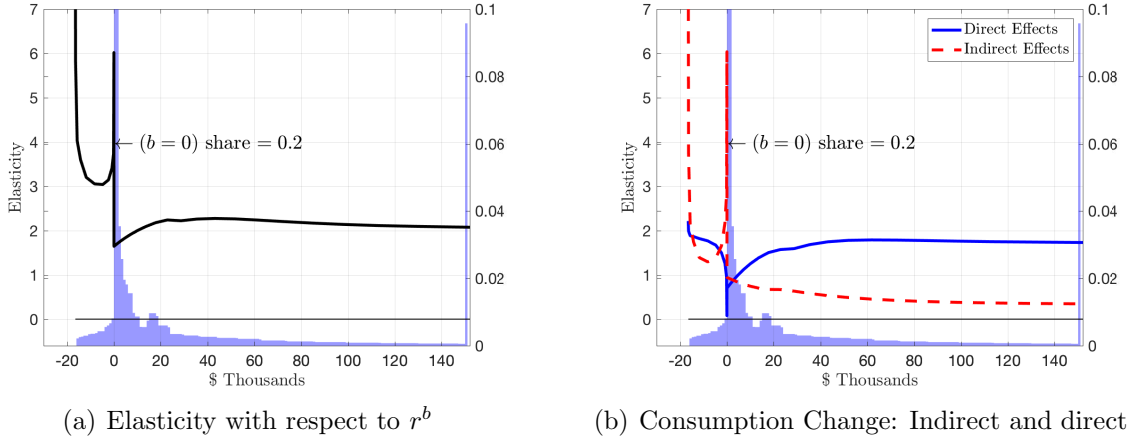 7
6
5
4
3
2
1
0
Elasticity
0.1
0.08
0.06
0.04
0.02
0
← (b = 0) share = 0.2
-20 0 20 40 60 80 100 120 140
$ Thousands
(a) Elasticity with respect to r^b
7
6
5
4
3
2
1
0
Elasticity
Direct Effects
Indirect Effects
0.1
0.08
0.06
0.04
0.02
0
← (b = 0) share = 0.2
-20 0 20 40 60 80 100 120 140
$ Thousands
(b) Consumption Change: Indirect and direct